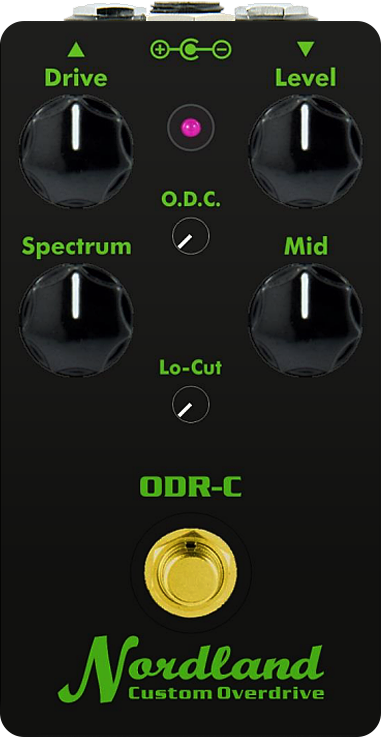 Drive
Level
O.D.C.
Spectrum
Mid
Lo-Cut
ODR-C
Nordland
Custom Overdrive